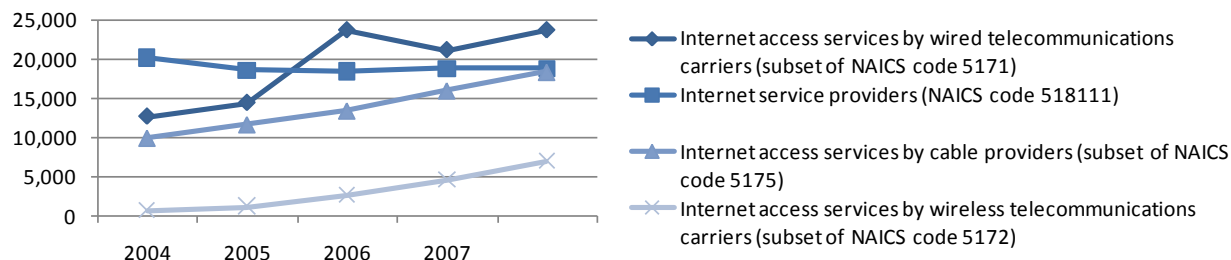 25,000
20,000
15,000
10,000
5,000
0
2004 2005 2006 2007
Internet access services by wired telecommunications
carriers (subset of NAICS code 5171)
Internet service providers (NAICS code 518111)
Internet access services by cable providers (subset of NAICS
code 5175)
Internet access services by wireless telecommunications
carriers (subset of NAICS code 5172)